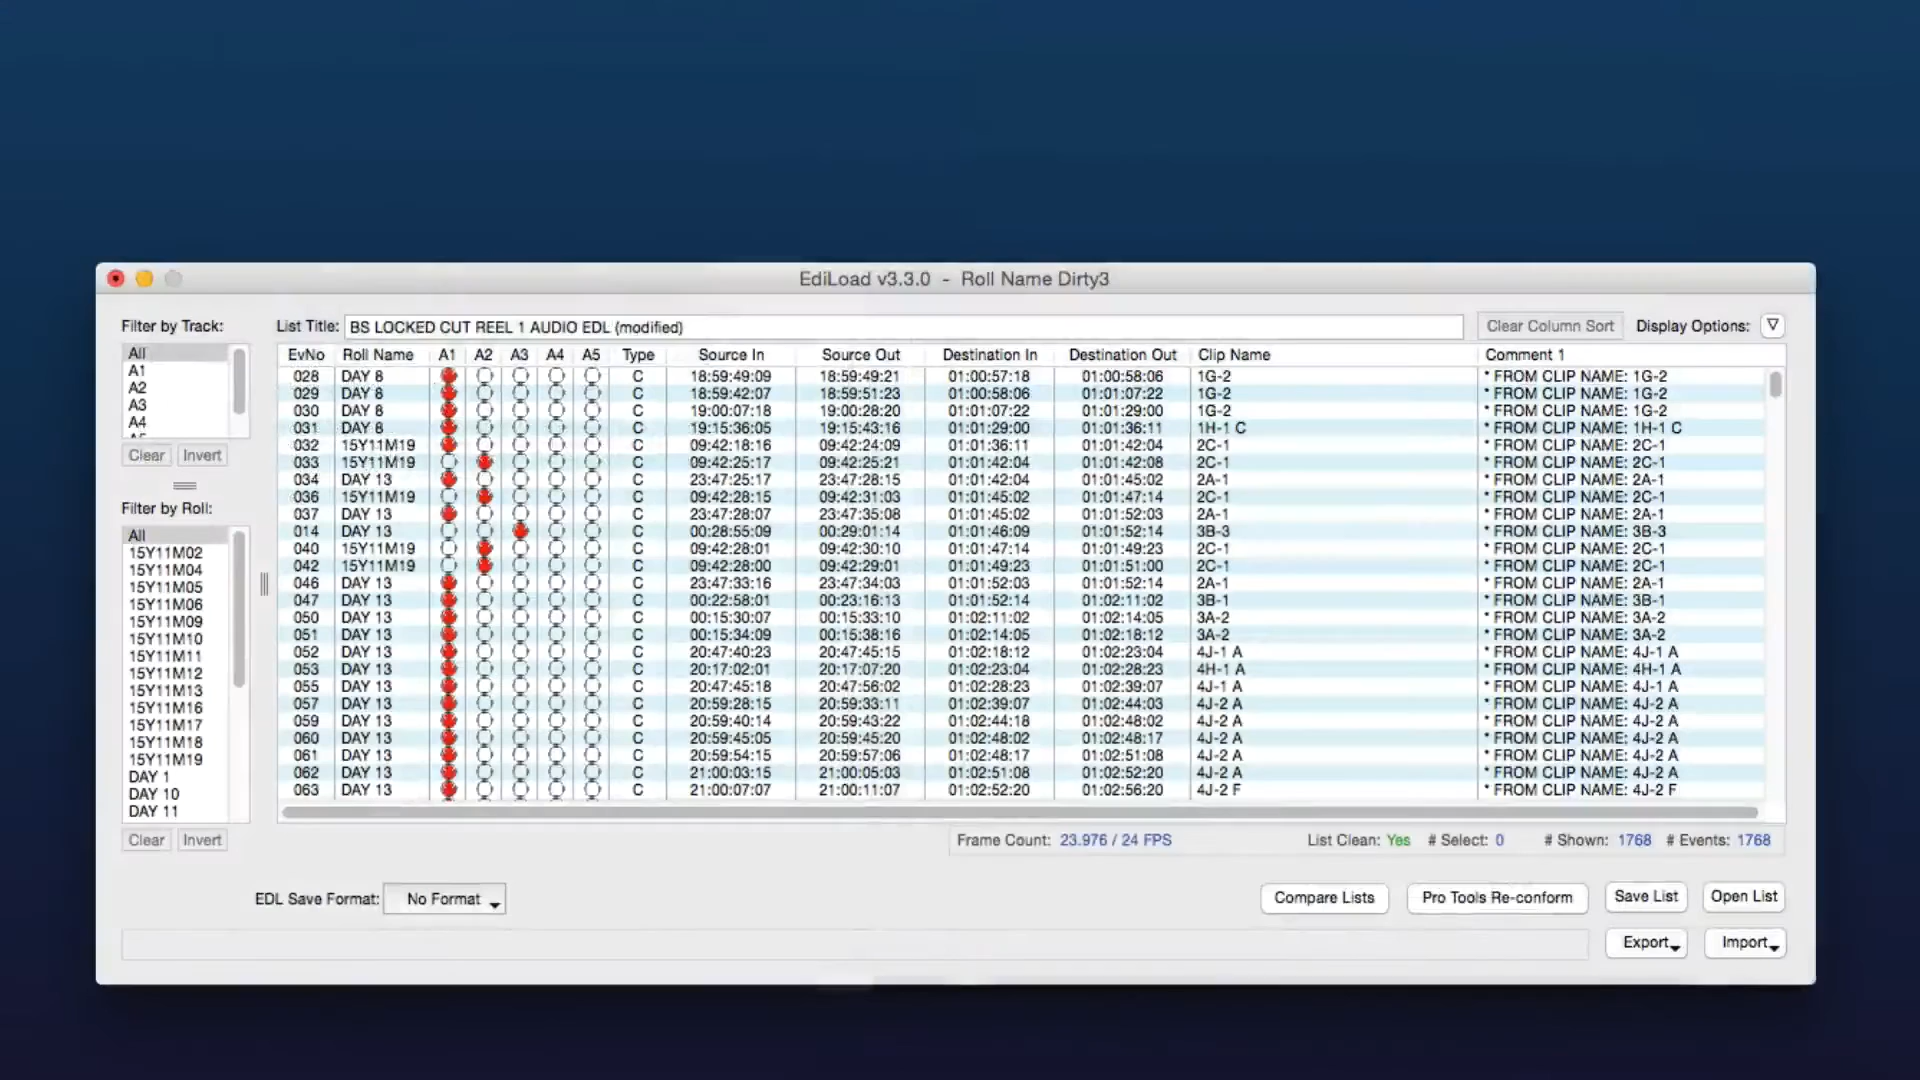 EdiLoad v3.3.0 - Roll Name Dirty3
Filter by Track:
All
A1
A2
A3
A4
Clear Invert
Filter by Roll:
All
15Y11M02
15Y11M04
15Y11M05
15Y11M06
15Y11M09
15Y11M10
15Y11M11
15Y11M12
15Y11M13
15Y11M16
15Y11M17
15Y11M18
15Y11M19
DAY 1
DAY 10
DAY 11
Clear Invert
List Title: BS LOCKED CUT REEL 1 AUDIO EDL (modified) Clear Column Sort Display Options:
EvNo Roll Name A1 A2 A3 A4 A5 Type Source In Source Out Destination In Destination Out Clip Name Comment 1
028 DAY 8 C 18:59:49:09 18:59:49:21 01:00:57:18 01:00:58:06 1G-2 * FROM CLIP NAME: 1G-2
029 DAY 8 C 18:59:42:07 18:59:51:23 01:00:58:06 01:01:07:22 1G-2 * FROM CLIP NAME: 1G-2
030 DAY 8 C 19:00:07:18 19:00:28:20 01:01:07:22 01:01:29:00 1G-2 * FROM CLIP NAME: 1G-2
031 DAY 8 C 19:15:36:05 19:15:43:16 01:01:29:00 01:01:36:11 1H-1 C * FROM CLIP NAME: 1H-1 C
032 15Y11M19 C 09:42:18:16 09:42:24:09 01:01:36:11 01:01:42:04 2C-1 * FROM CLIP NAME: 2C-1
033 15Y11M19 C 09:42:25:17 09:42:25:21 01:01:42:04 01:01:42:08 2C-1 * FROM CLIP NAME: 2C-1
034 DAY 13 C 23:47:25:17 23:47:28:15 01:01:42:04 01:01:45:02 2A-1 * FROM CLIP NAME: 2A-1
036 15Y11M19 C 09:42:28:15 09:42:31:03 01:01:45:02 01:01:47:14 2C-1 * FROM CLIP NAME: 2C-1
037 DAY 13 C 23:47:28:07 23:47:35:08 01:01:45:02 01:01:52:03 2A-1 * FROM CLIP NAME: 2A-1
014 DAY 13 C 00:28:55:09 00:29:01:14 01:01:46:09 01:01:52:14 3B-3 * FROM CLIP NAME: 3B-3
040 15Y11M19 C 09:42:28:01 09:42:30:10 01:01:47:14 01:01:49:23 2C-1 * FROM CLIP NAME: 2C-1
042 15Y11M19 C 09:42:28:00 09:42:29:01 01:01:49:23 01:01:51:00 2C-1 * FROM CLIP NAME: 2C-1
046 DAY 13 C 23:47:33:16 23:47:34:03 01:01:52:03 01:01:52:14 2A-1 * FROM CLIP NAME: 2A-1
047 DAY 13 C 00:22:58:01 00:23:16:13 01:01:52:14 01:02:11:02 3B-1 * FROM CLIP NAME: 3B-1
050 DAY 13 C 00:15:30:07 00:15:33:10 01:02:11:02 01:02:14:05 3A-2 * FROM CLIP NAME: 3A-2
051 DAY 13 C 00:15:34:09 00:15:38:16 01:02:14:05 01:02:18:12 3A-2 * FROM CLIP NAME: 3A-2
052 DAY 13 C 20:47:40:23 20:47:45:15 01:02:18:12 01:02:23:04 4J-1 A * FROM CLIP NAME: 4J-1 A
053 DAY 13 C 20:17:02:01 20:17:07:20 01:02:23:04 01:02:28:23 4H-1 A * FROM CLIP NAME: 4H-1 A
055 DAY 13 C 20:47:45:18 20:47:56:02 01:02:28:23 01:02:39:07 4J-1 A * FROM CLIP NAME: 4J-1 A
057 DAY 13 C 20:59:28:15 20:59:33:11 01:02:39:07 01:02:44:03 4J-2 A * FROM CLIP NAME: 4J-2 A
059 DAY 13 C 20:59:40:14 20:59:43:22 01:02:44:18 01:02:48:02 4J-2 A * FROM CLIP NAME: 4J-2 A
060 DAY 13 C 20:59:45:05 20:59:45:20 01:02:48:02 01:02:48:17 4J-2 A * FROM CLIP NAME: 4J-2 A
061 DAY 13 C 20:59:54:15 20:59:57:06 01:02:48:17 01:02:51:08 4J-2 A * FROM CLIP NAME: 4J-2 A
062 DAY 13 C 21:00:03:15 21:00:05:03 01:02:51:08 01:02:52:20 4J-2 A * FROM CLIP NAME: 4J-2 A
063 DAY 13 C 21:00:07:07 21:00:11:07 01:02:52:20 01:02:56:20 4J-2 F * FROM CLIP NAME: 4J-2 F
Frame Count: 23.976 / 24 FPS List Clean: Yes # Select: 0 # Shown: 1768 # Events: 1768
EDL Save Format: No Format Compare Lists Pro Tools Re-conform Save List Open List
Export Import